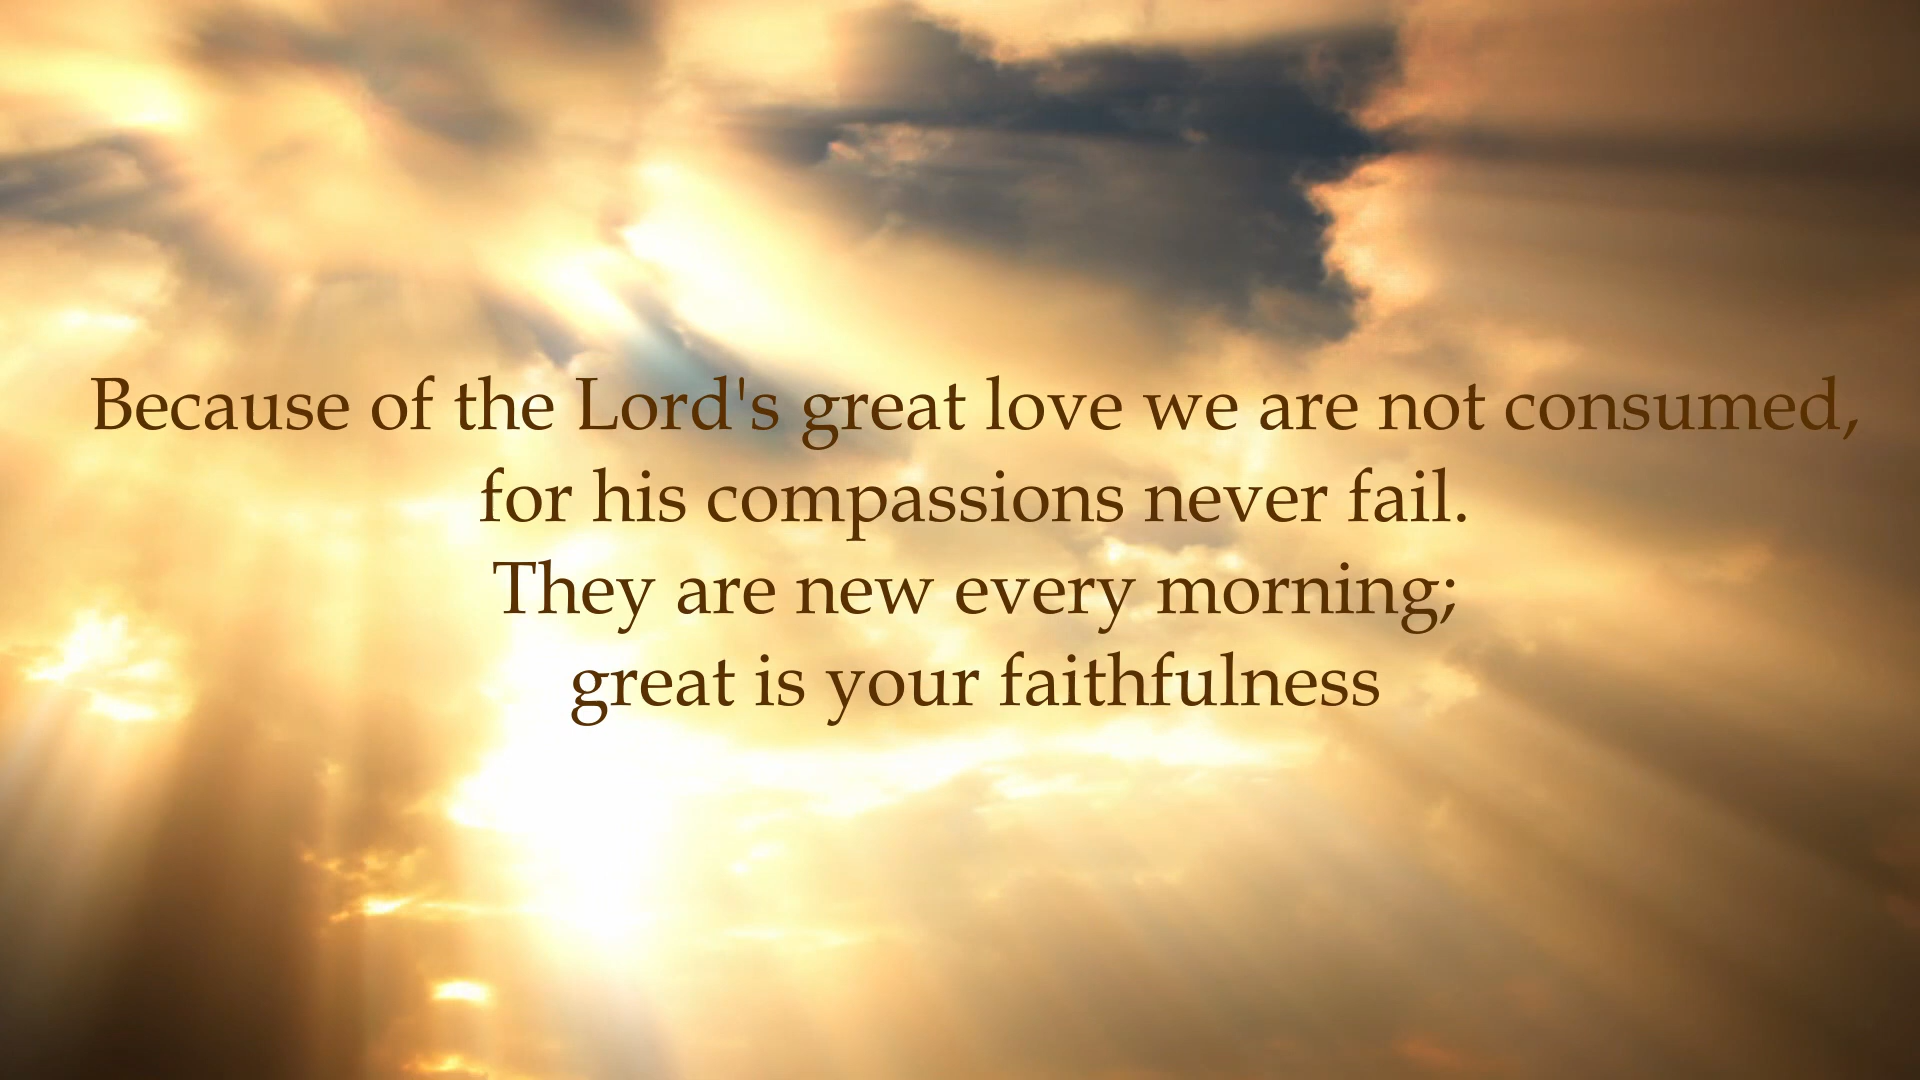 Because of the Lord's great love we are not consumed,
for his compassions never fail.
They are new every morning;
great is your faithfulness